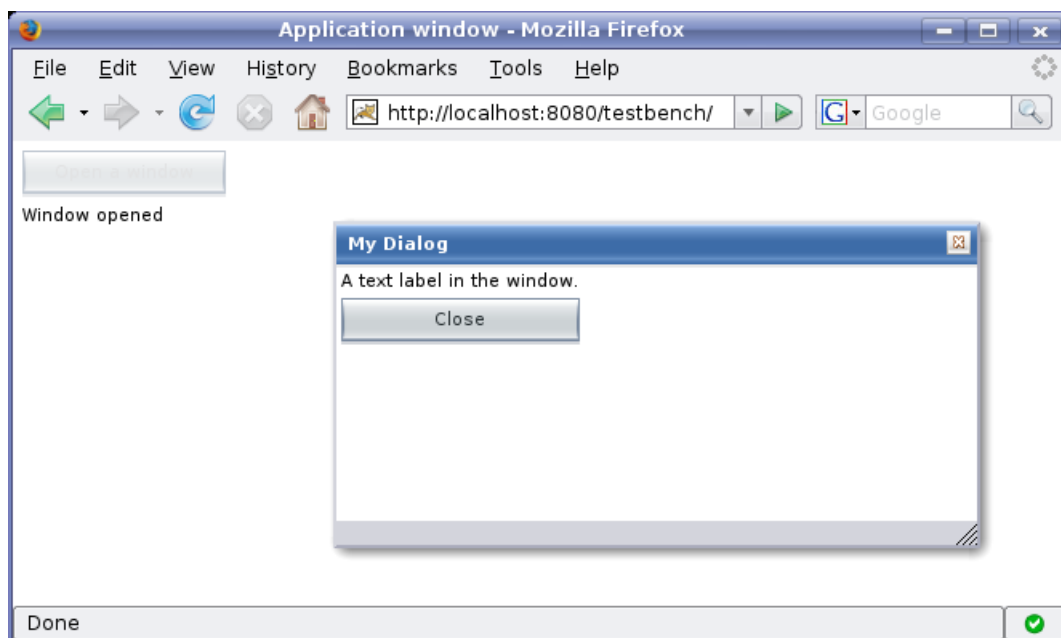 Application window - Mozilla Firefox
File Edit View History Bookmarks Tools Help
http://localhost:8080/testbench/ G Google
Open a window
Window opened
My Dialog
A text label in the window.
Close
Done